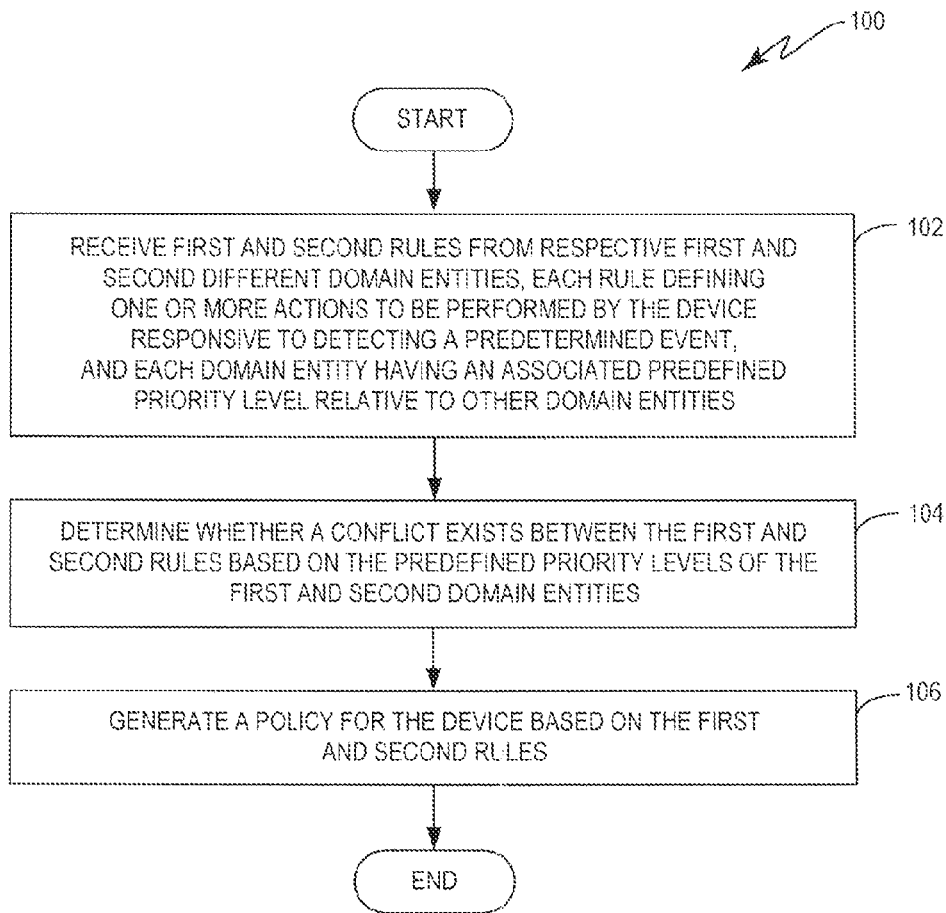 100
START
RECEIVE FIRST AND SECOND RULES FROM RESPECTIVE FIRST AND
SECOND DIFFERENT DOMAIN ENTITIES, EACH RULE DEFINING
ONE OR MORE ACTIONS TO BE PERFORMED BY THE DEVICE
RESPONSIVE TO DETECTING A PREDETERMINED EVENT,
AND EACH DOMAIN ENTITY HAVING AN ASSOCIATED PREDEFINED
PRIORITY LEVEL RELATIVE TO OTHER DOMAIN ENTITIES
102
DETERMINE WHETHER A CONFLICT EXISTS BETWEEN THE FIRST AND
SECOND RULES BASED ON THE PREDEFINED PRIORITY LEVELS OF THE
FIRST AND SECOND DOMAIN ENTITIES
104
GENERATE A POLICY FOR THE DEVICE BASED ON THE FIRST
AND SECOND RULES
106
END